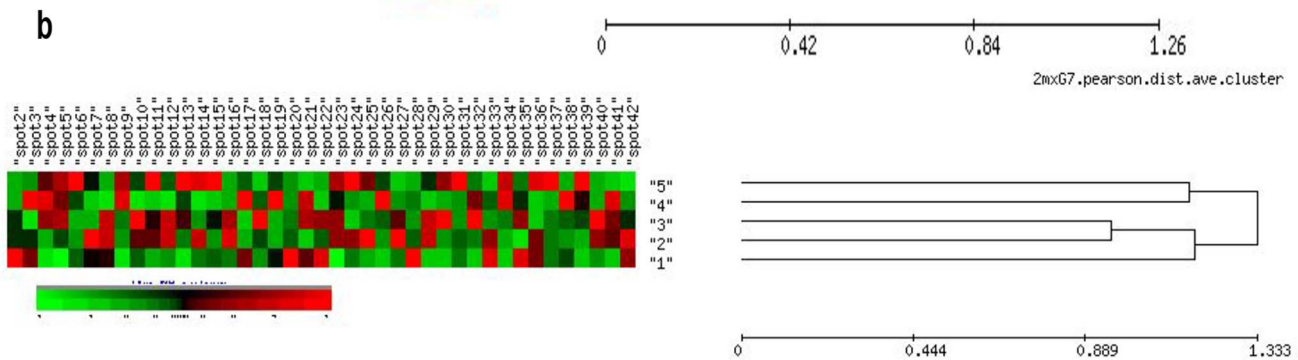 b
0 0.42 0.84 1.26
2mxG7.pearson.dist.ave.cluster
"spot2" "spot3" "spot4" "spot5" "spot6" "spot7" "spot8" "spot9" "spot10" "spot11" "spot12" "spot13" "spot14" "spot15" "spot16" "spot17" "spot18" "spot19" "spot20" "spot21" "spot22" "spot23" "spot24" "spot25" "spot26" "spot27" "spot28" "spot29" "spot30" "spot31" "spot32" "spot33" "spot34" "spot35" "spot36" "spot37" "spot38" "spot39" "spot40" "spot41" "spot42"
"5"
"4"
"3"
"2"
"1"
0 0.444 0.889 1.333